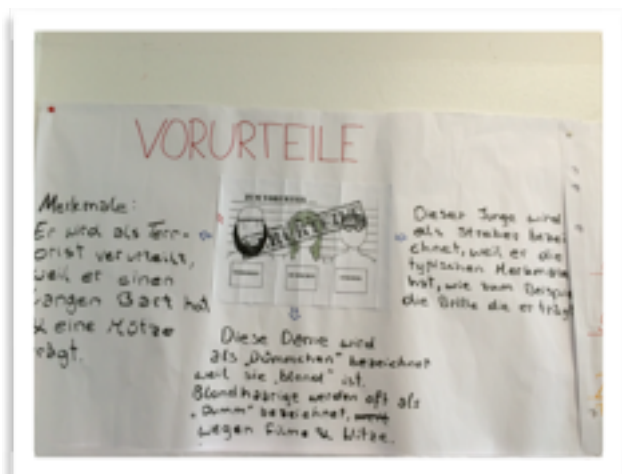 VORURTEILE
Merkmale:
Er wird als Terr-
orist verurteilt,
weil er einen
langen Bart hat
& eine Mütze
trägt.
Dieser Junge wird
als Streber bezei
chnet, weil er die
typischen Merkmale
hat, wie zum Beispiel
die Brille die er trägt
Diese Dame wird
als „Dümmchen" bezeichnet
weil sie „blond" ist.
Blondhaarige werden oft als
„Dumm" bezeichnet,
wegen Filme & Witze.